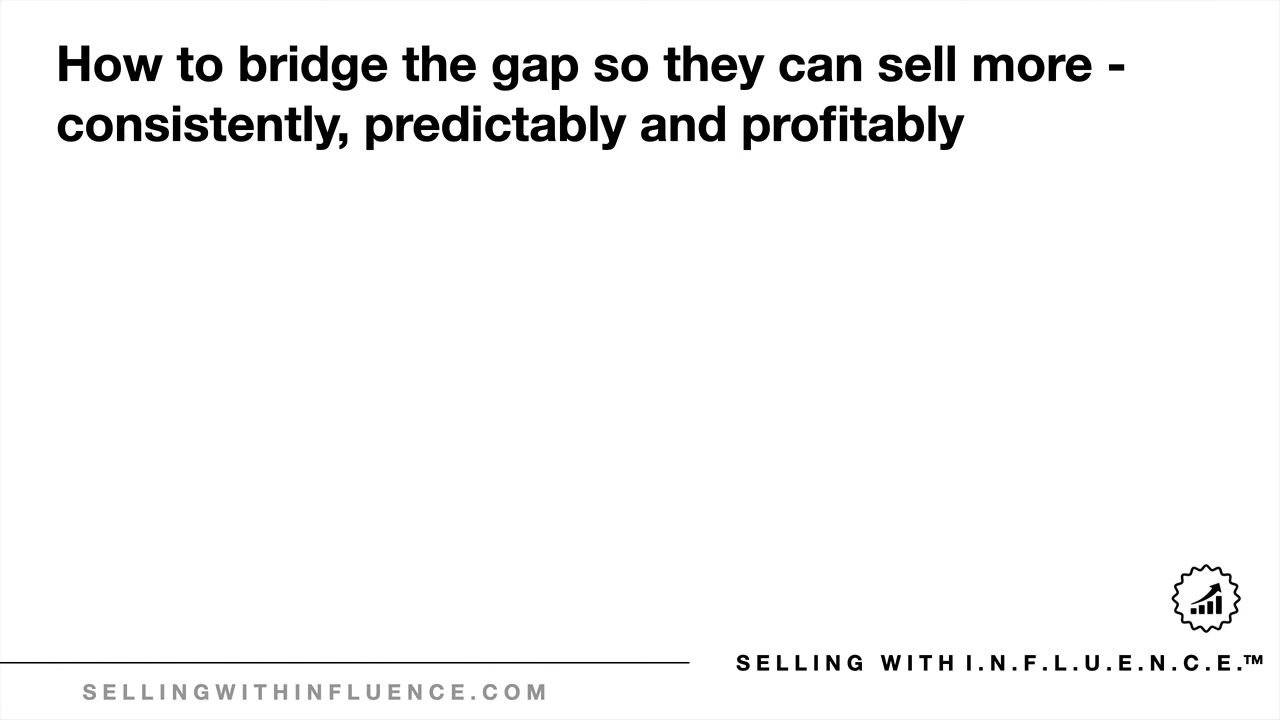 How to bridge the gap so they can sell more -
consistently, predictably and profitably
SELLING WITH I.N.F.L.U.E.N.C.E.™
SELLINGWITHINFLUENCE.COM